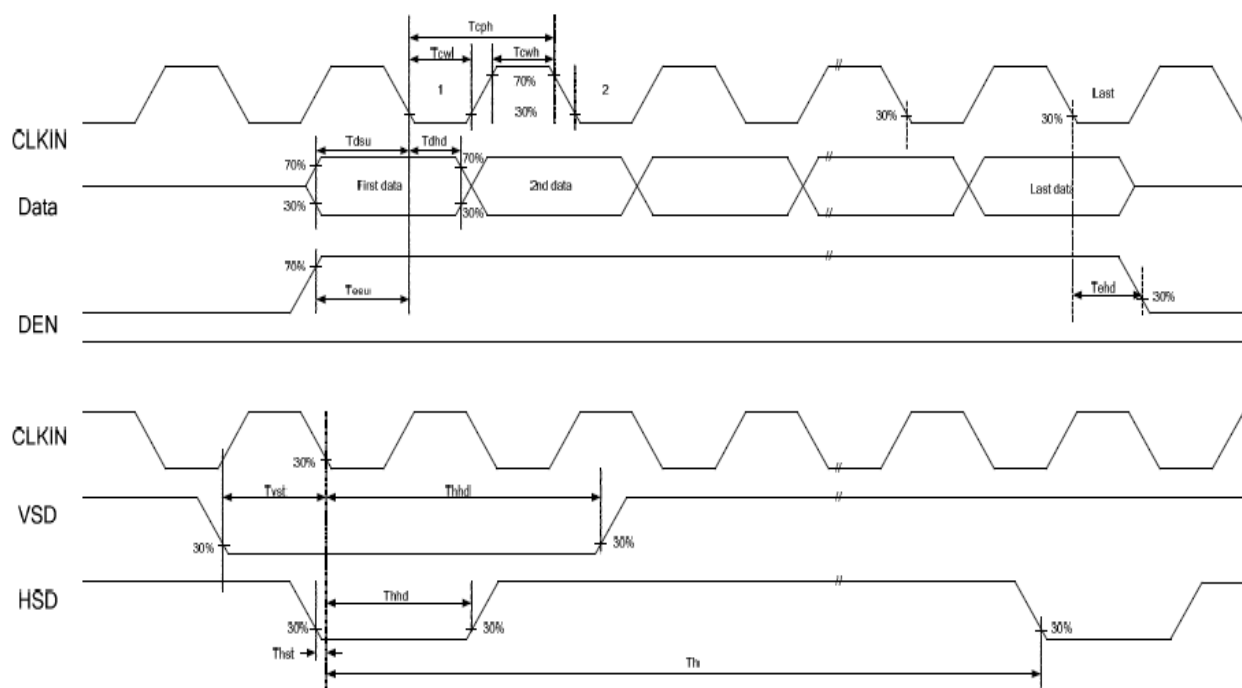 Tcph
Tcwl Tcwh
1 70% 2 Last
30% 30% 30%
CLKIN
Tdsu Tdhd
70% 70%
First data 2nd data Last data
Data
30% 30%
70%
Tesu Tehd
30%
DEN
CLKIN
30%
Tvst Thhd
VSD
30% 30%
HSD
Thhd
30% 30% 30%
Thst
Th